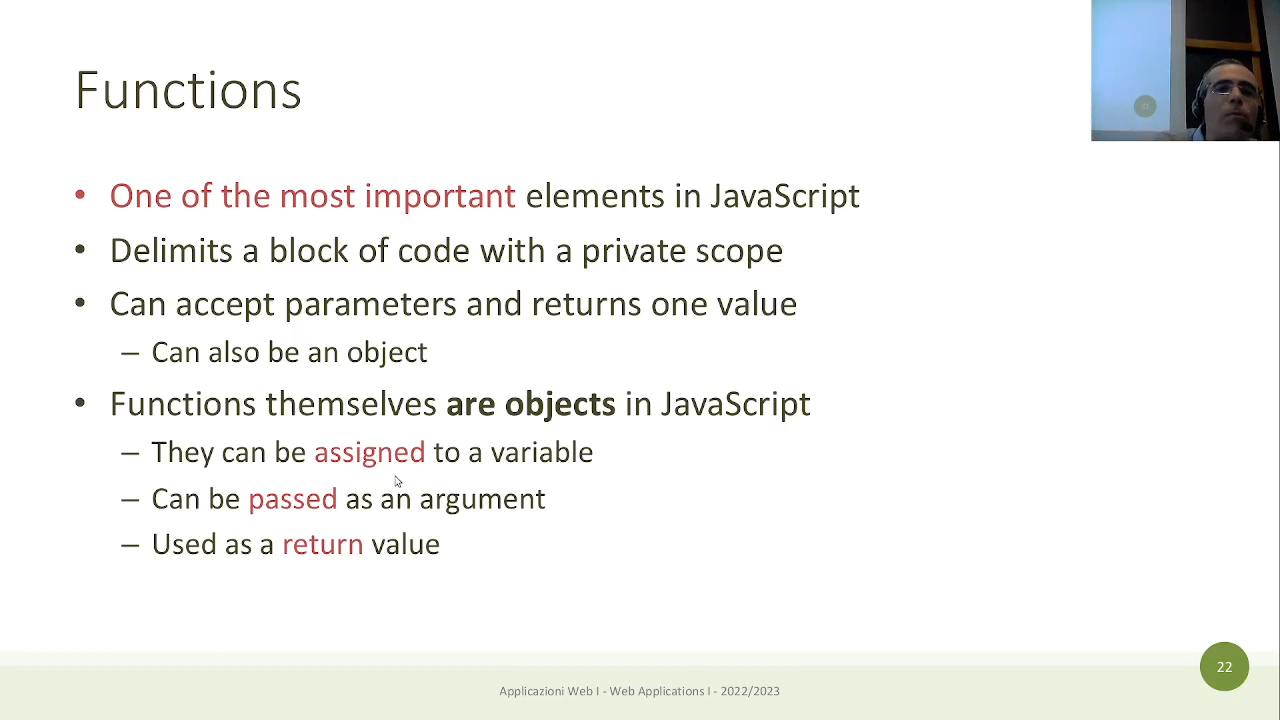 Functions
• One of the most important elements in JavaScript
• Delimits a block of code with a private scope
• Can accept parameters and returns one value
– Can also be an object
• Functions themselves are objects in JavaScript
– They can be assigned to a variable
– Can be passed as an argument
– Used as a return value
22
Applicazioni Web I - Web Applications I - 2022/2023